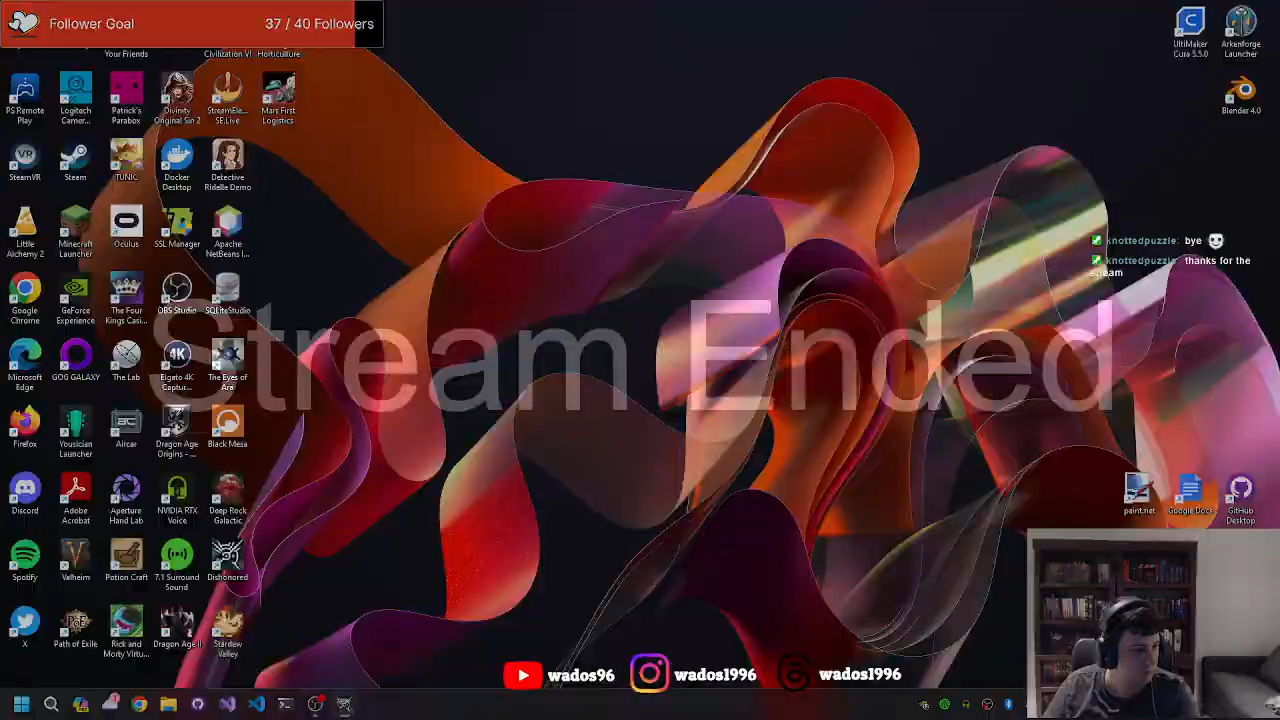 Follower Goal
37 / 40 Followers
Your Friends
Civilization VI
Horticulture
UltiMaker
Cura 5.5.0
Arkenforge
Launcher
PS Remote
Play
Logitech
Camer...
Patrick's
Parabox
Divinity
Original Sin 2
StreamEle...
SE.Live
Mars First
Logistics
Blender 4.0
SteamVR
Steam
TUNIC
Docker
Desktop
Detective
Ridelle Demo
Little
Alchemy 2
Minecraft
Launcher
Oculus
SSL Manager
Apache
NetBeans I...
knottedpuzzle: bye
knottedpuzzle: thanks for the
stream
Google
Chrome
GeForce
Experience
The Four
Kings Casi...
OBS Studio
SQLiteStudio
Stream Ended
Microsoft
Edge
GOG GALAXY
The Lab
4K
Elgato 4K
Captur...
The Eyes of
Ara
Firefox
Yousician
Launcher
Aircar
Dragon Age
Origins - ...
Black Mesa
Discord
Adobe
Acrobat
Aperture
Hand Lab
NVIDIA RTX
Voice
Deep Rock
Galactic
paint.net
Google Docs
GitHub
Desktop
Spotify
Valheim
Potion Craft
7.1 Surround
Sound
Dishonored
X
Path of Exile
Rick and
Morty Virtu...
Dragon Age II
Stardew
Valley
wados96
wados1996
wados1996